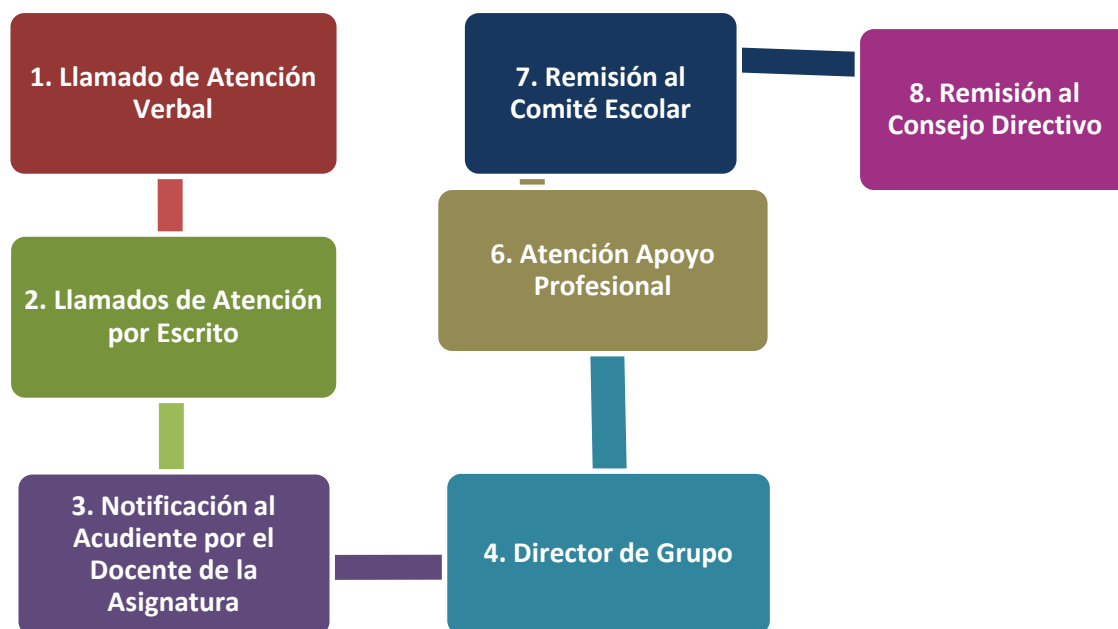 1. Llamado de Atención
Verbal
2. Llamados de Atención
por Escrito
3. Notificación al
Acudiente por el
Docente de la
Asignatura
4. Director de Grupo
6. Atención Apoyo
Profesional
7. Remisión al
Comité Escolar
8. Remisión al
Consejo Directivo